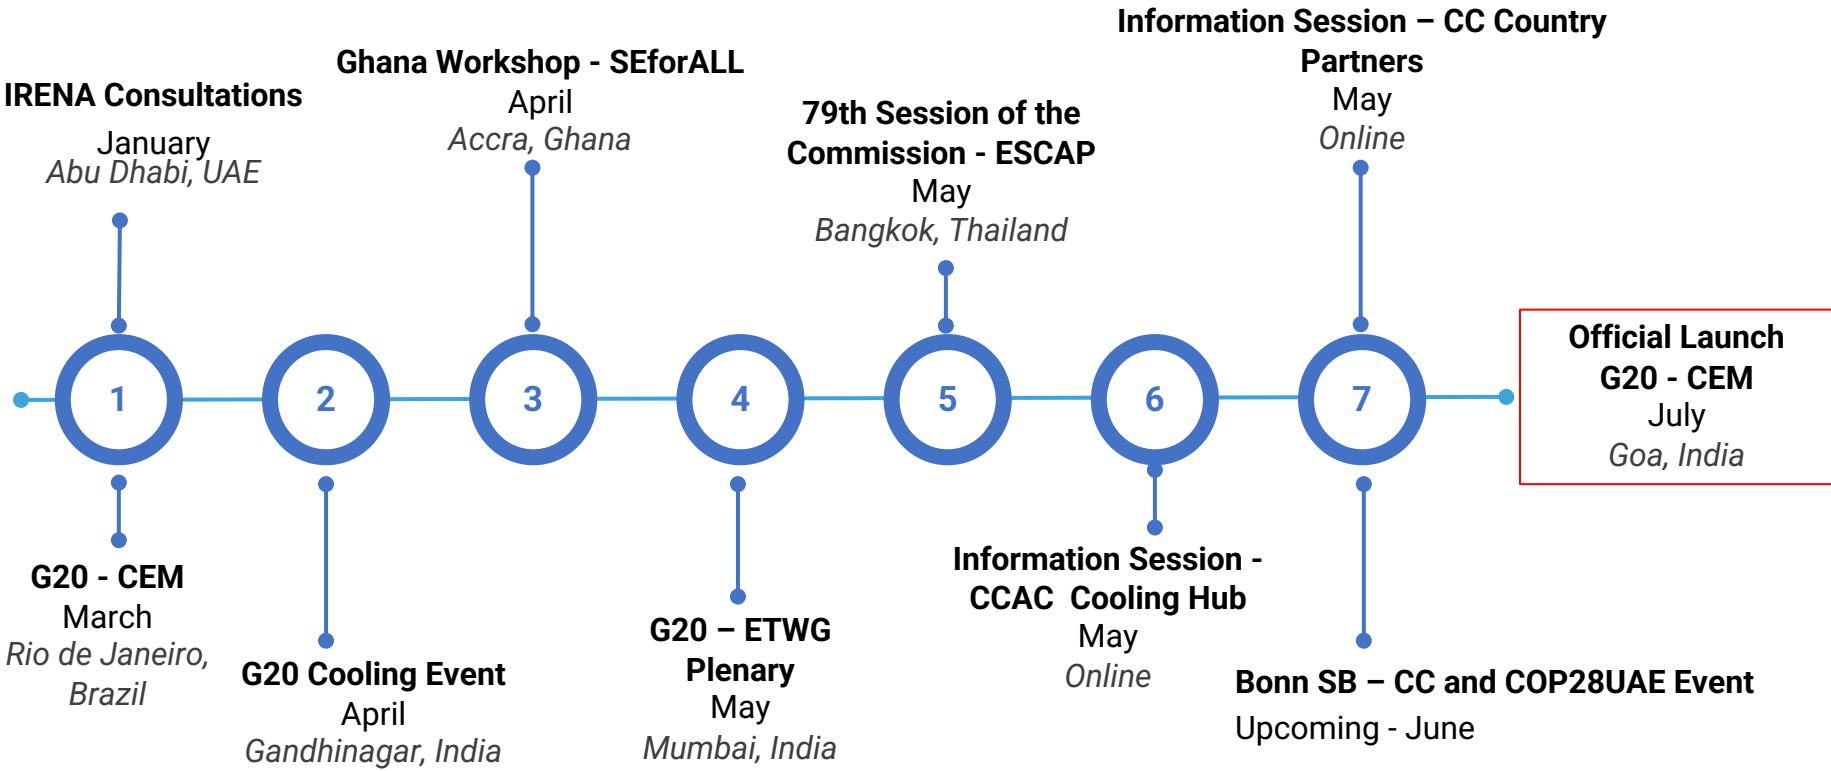 IRENA Consultations
January
Abu Dhabi, UAE
Ghana Workshop - SEforALL
April
Accra, Ghana
79th Session of the
Commission - ESCAP
May
Bangkok, Thailand
Information Session – CC Country
Partners
May
Online
1
2
3
4
5
6
7
Official Launch
G20 - CEM
July
Goa, India
G20 - CEM
March
Rio de Janeiro,
Brazil
G20 Cooling Event
April
Gandhinagar, India
G20 – ETWG
Plenary
May
Mumbai, India
Information Session -
CCAC Cooling Hub
May
Online
Bonn SB – CC and COP28UAE Event
Upcoming - June